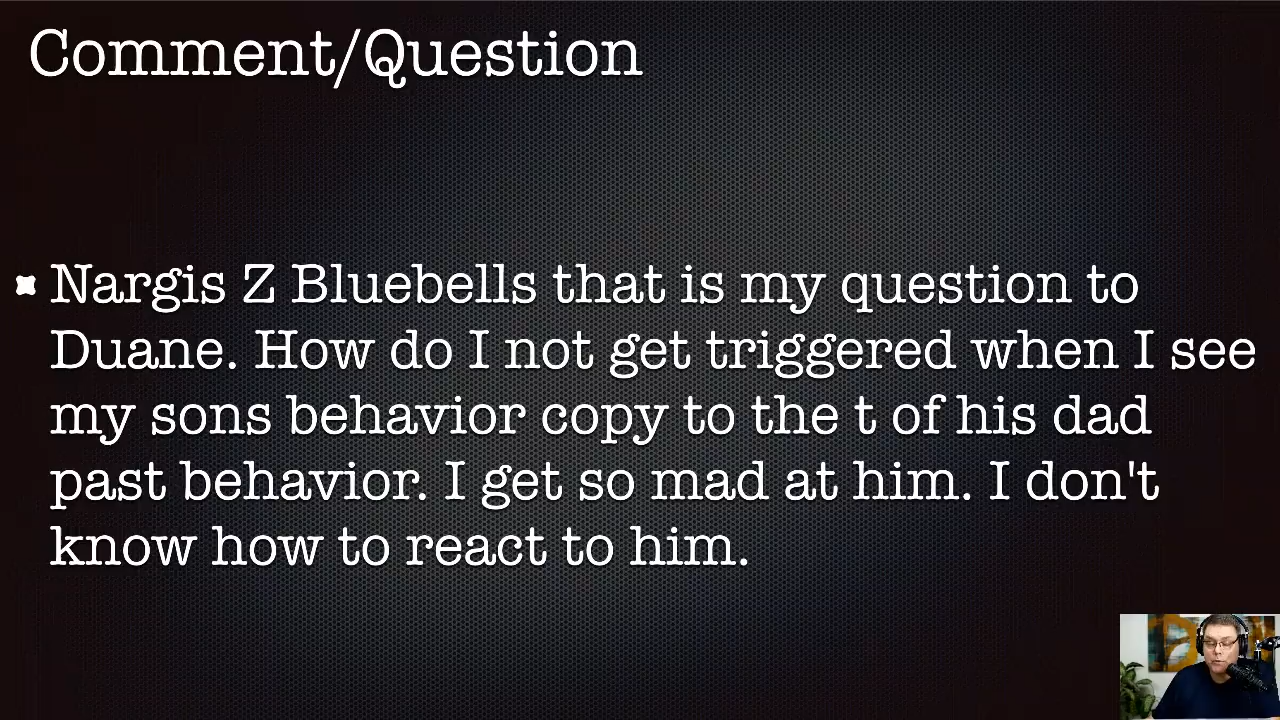 Comment/Question
Nargis Z Bluebells that is my question to
Duane. How do I not get triggered when I see
my sons behavior copy to the t of his dad
past behavior. I get so mad at him. I don't
know how to react to him.